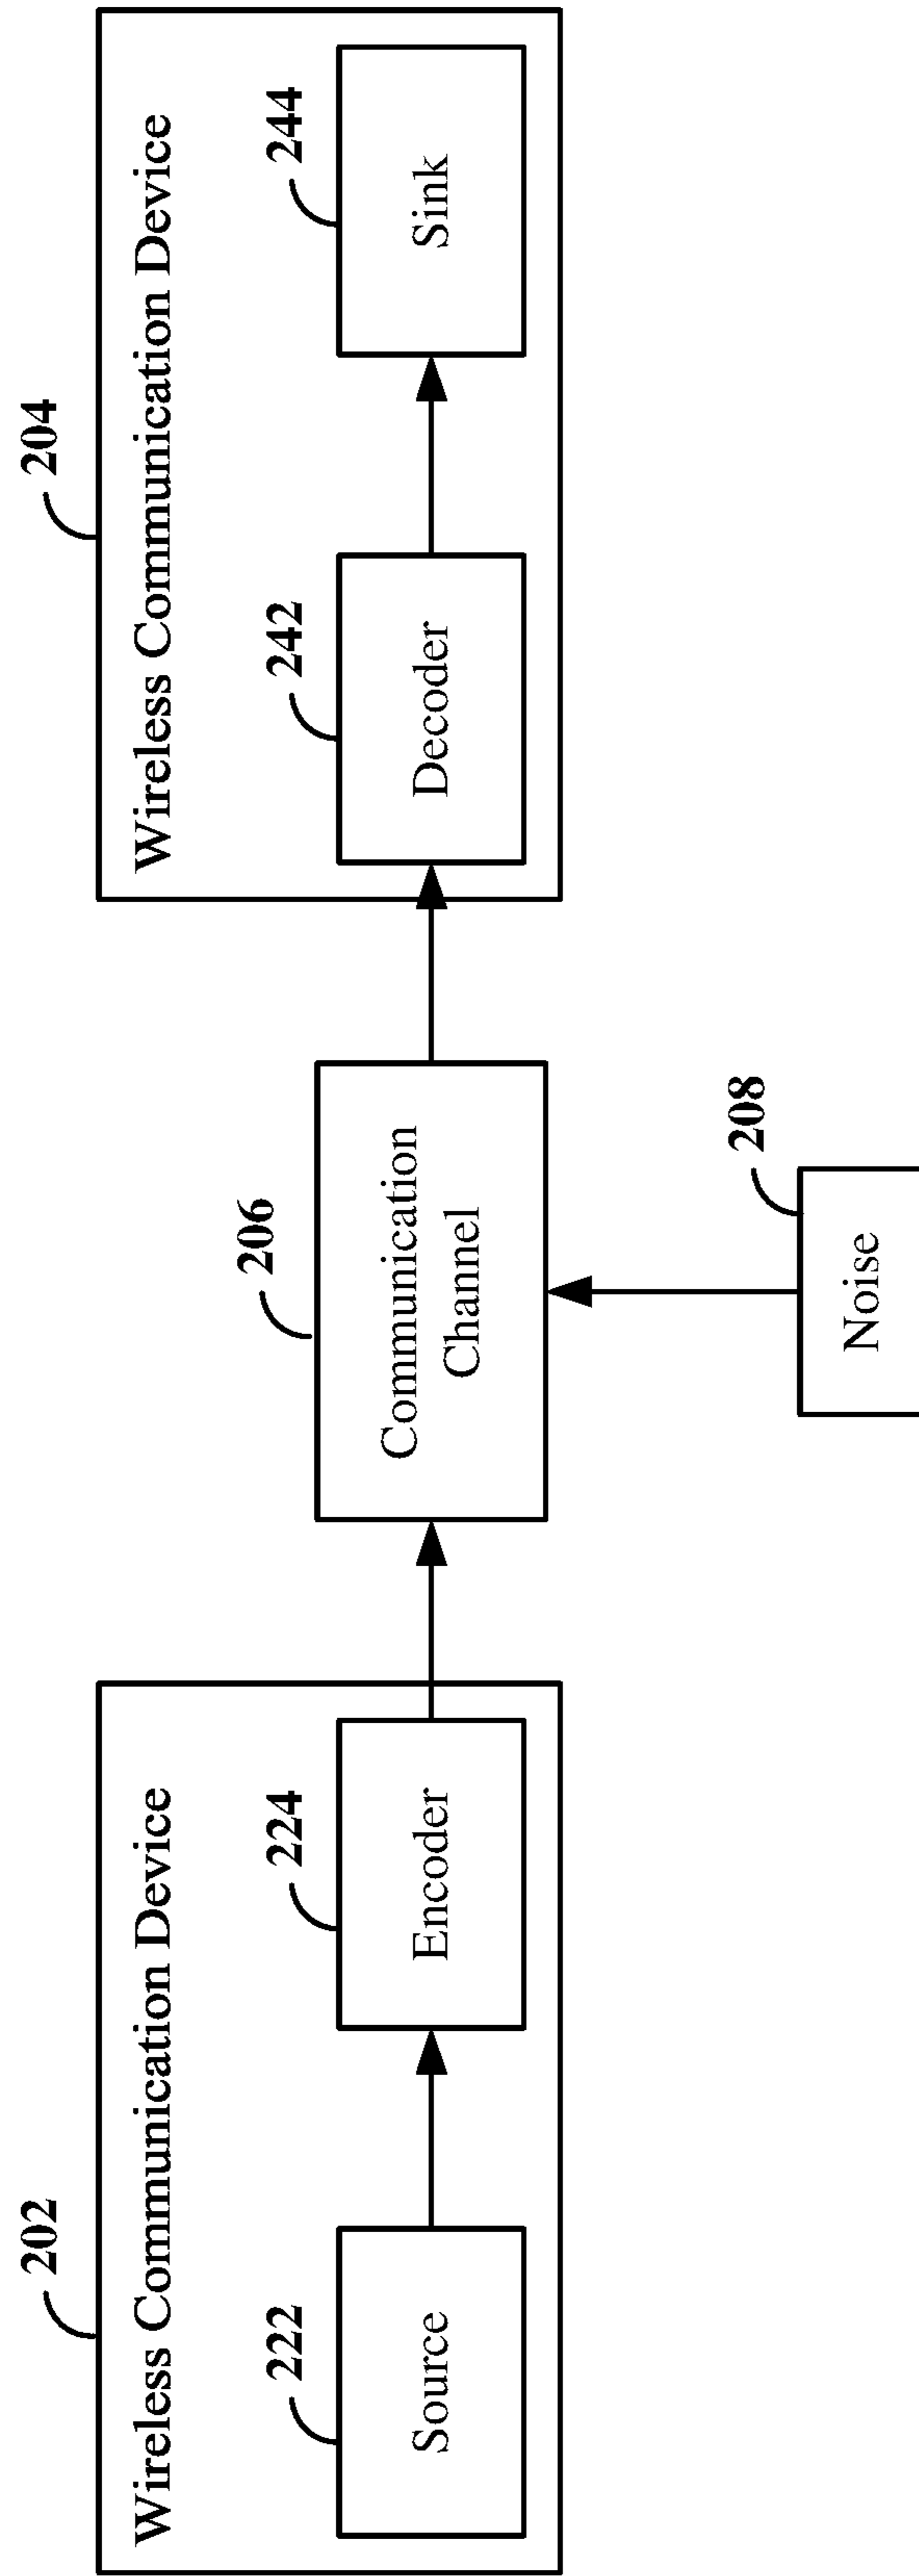 202
Wireless Communication Device
222
Source
224
Encoder
206
Communication
Channel
208
Noise
204
Wireless Communication Device
242
Decoder
244
Sink